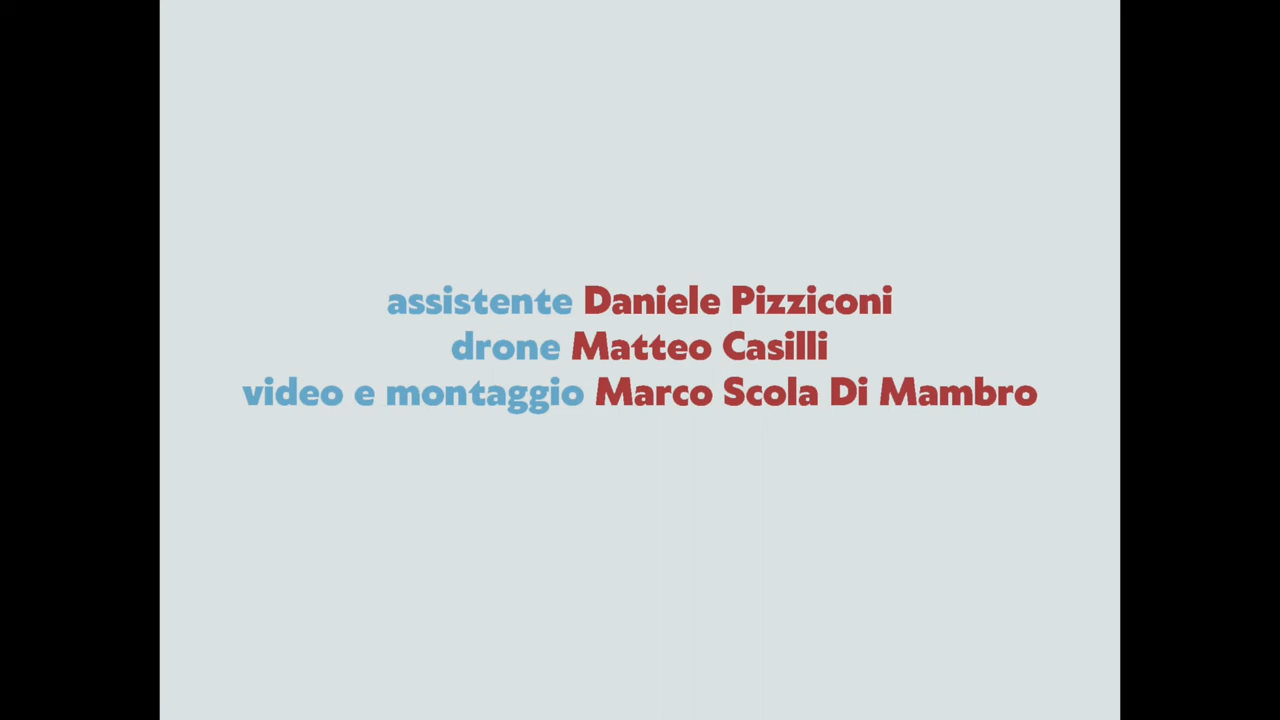 assistente Daniele Pizziconi
drone Matteo Casilli
video e montaggio Marco Scola Di Mambro